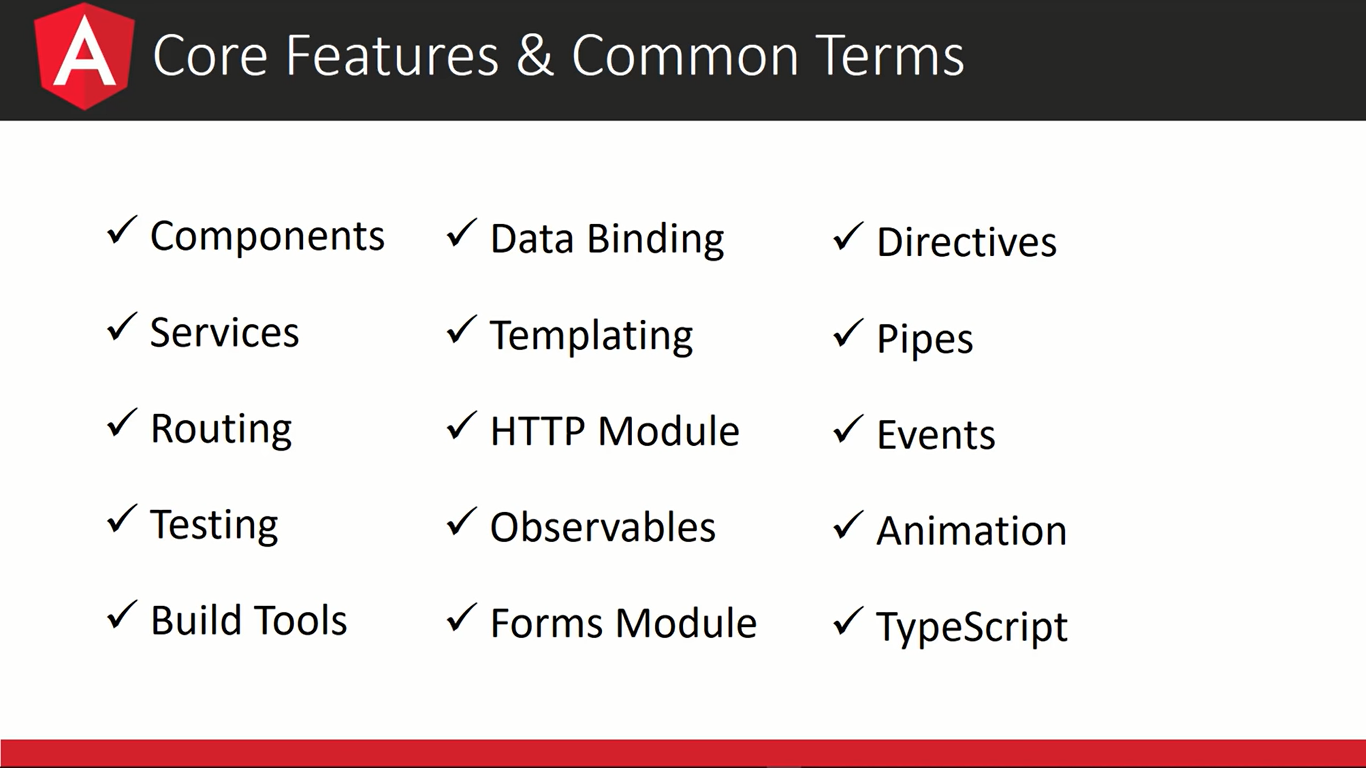 A
Core Features & Common Terms
✓ Components
✓ Services
✓ Routing
✓ Testing
✓ Build Tools
✓ Data Binding
✓ Templating
✓ HTTP Module
✓ Observables
✓ Forms Module
✓ Directives
✓ Pipes
✓ Events
✓ Animation
✓ TypeScript